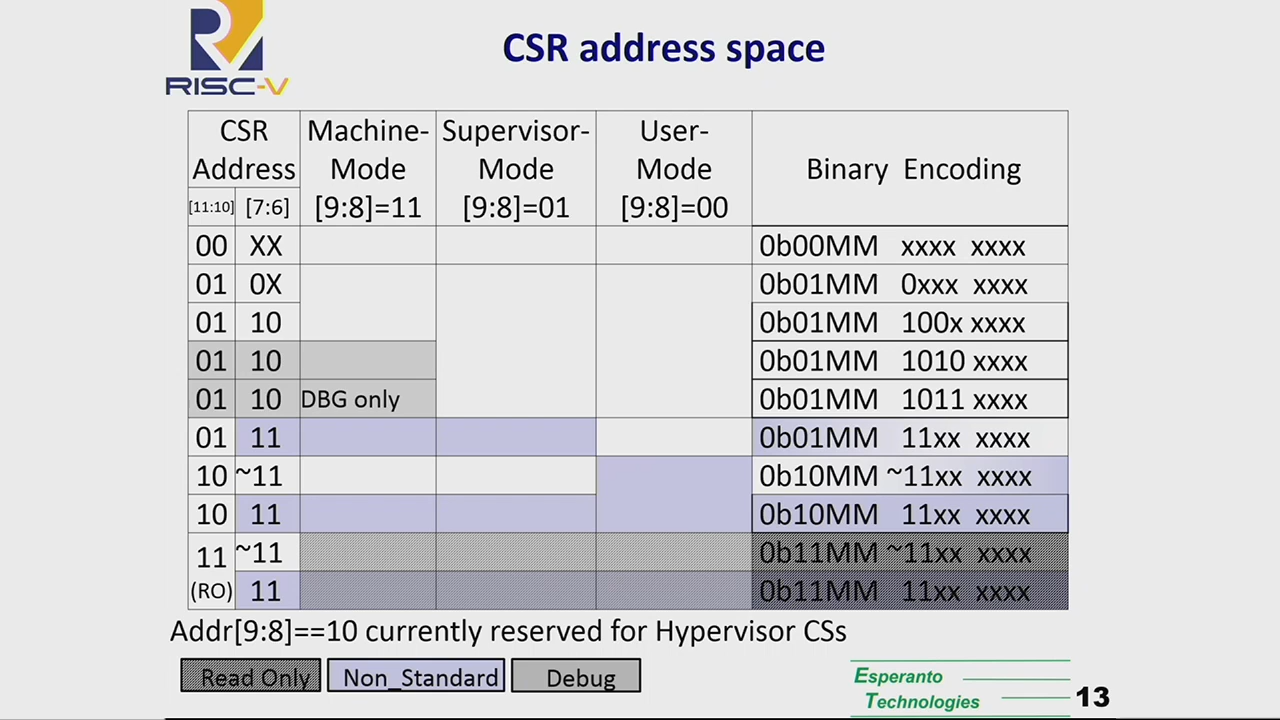 RISC-V
CSR address space
CSR Address
Machine-Mode [9:8]=11
Supervisor-Mode [9:8]=01
User-Mode [9:8]=00
Binary Encoding
[11:10] [7:6]
00 XX 0b00MM xxxx xxxx
01 0X 0b01MM 0xxx xxxx
01 10 0b01MM 100x xxxx
01 10 0b01MM 1010 xxxx
01 10 DBG only 0b01MM 1011 xxxx
01 11 0b01MM 11xx xxxx
10 ~11 0b10MM ~11xx xxxx
10 11 0b10MM 11xx xxxx
11 ~11 0b11MM ~11xx xxxx
(RO) 11 0b11MM 11xx xxxx
Addr[9:8]==10 currently reserved for Hypervisor CSs
Read Only Non_Standard Debug
Esperanto
Technologies
13